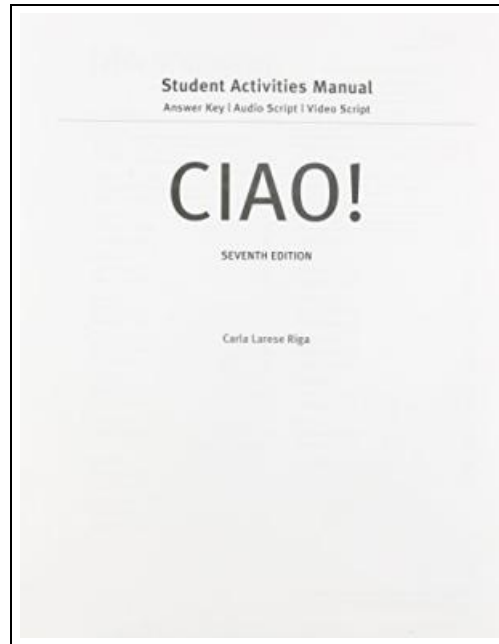 Student Activities Manual
Answer Key | Audio Script | Video Script
CIAO!
SEVENTH EDITION
Carla Larese Riga